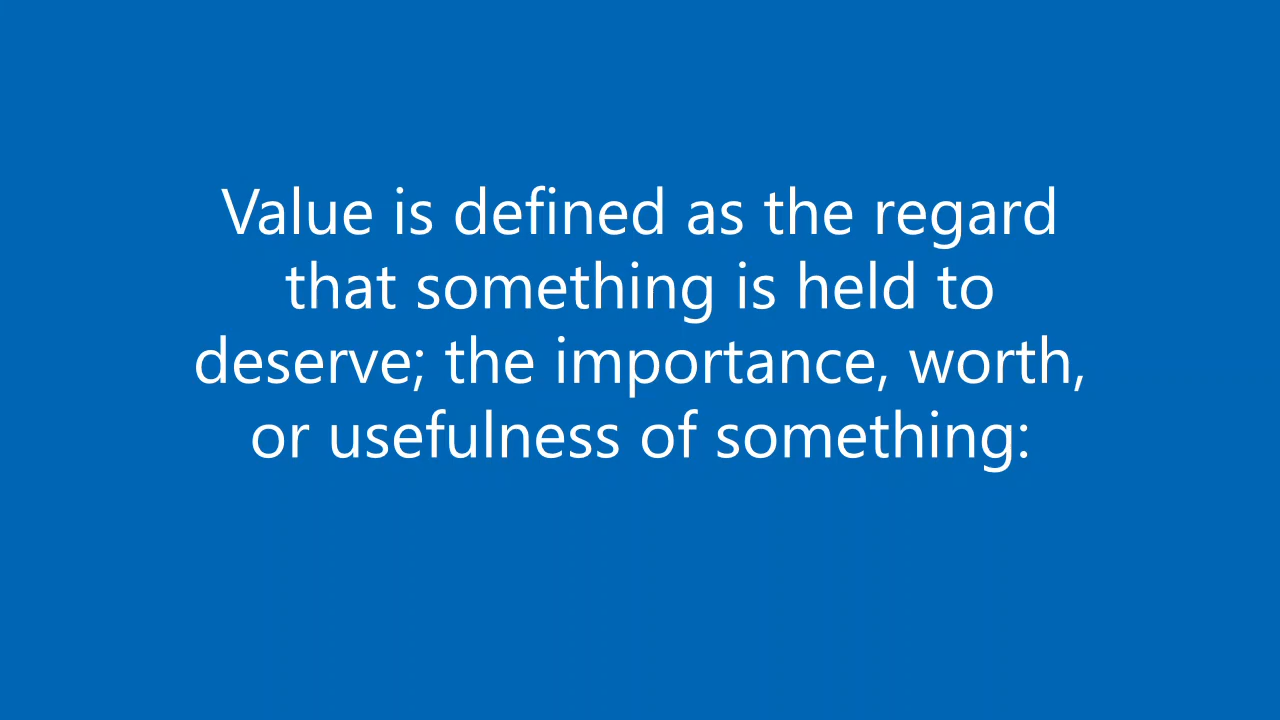 Value is defined as the regard
that something is held to
deserve; the importance, worth,
or usefulness of something: